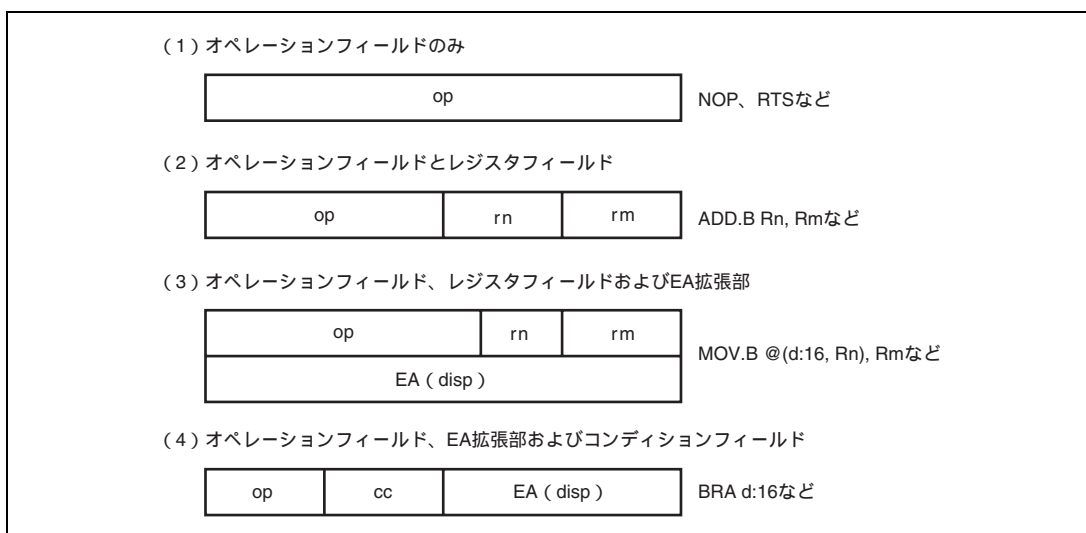 （1）オペレーションフィールドのみ
op
NOP、RTSなど
（2）オペレーションフィールドとレジスタフィールド
op rn rm
ADD.B Rn, Rmなど
（3）オペレーションフィールド、レジスタフィールドおよびEA拡張部
op rn rm
EA（disp）
MOV.B @(d:16, Rn), Rmなど
（4）オペレーションフィールド、EA拡張部およびコンディションフィールド
op cc EA（disp）
BRA d:16など